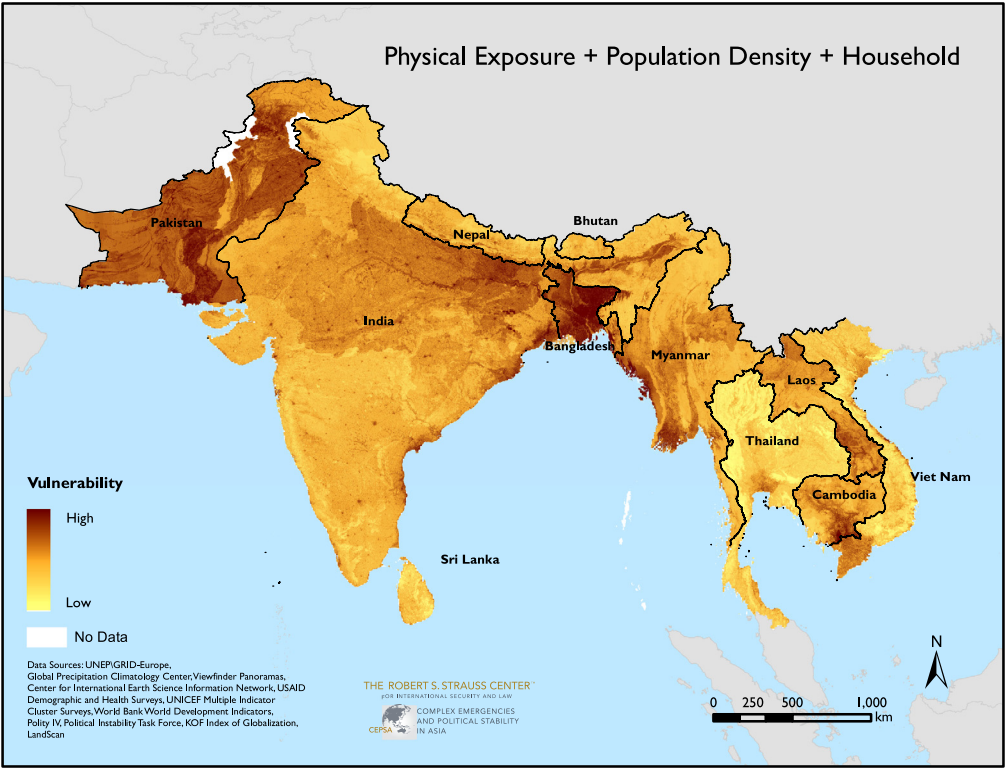 Physical Exposure + Population Density + Household
Pakistan
Nepal
Bhutan
India
Bangladesh
Myanmar
Laos
Thailand
Viet Nam
Cambodia
Sri Lanka
Vulnerability
High
Low
No Data
Data Sources: UNEP\GRID-Europe,
Global Precipitation Climatology Center, Viewfinder Panoramas,
Center for International Earth Science Information Network, USAID
Demographic and Health Surveys, UNICEF Multiple Indicator
Cluster Surveys, World Bank World Development Indicators,
Polity IV, Political Instability Task Force, KOF Index of Globalization,
LandScan
THE ROBERT S. STRAUSS CENTER™
FOR INTERNATIONAL SECURITY AND LAW
CEPSA
COMPLEX EMERGENCIES
AND POLITICAL STABILITY
IN ASIA
N
0 250 500 1,000
km